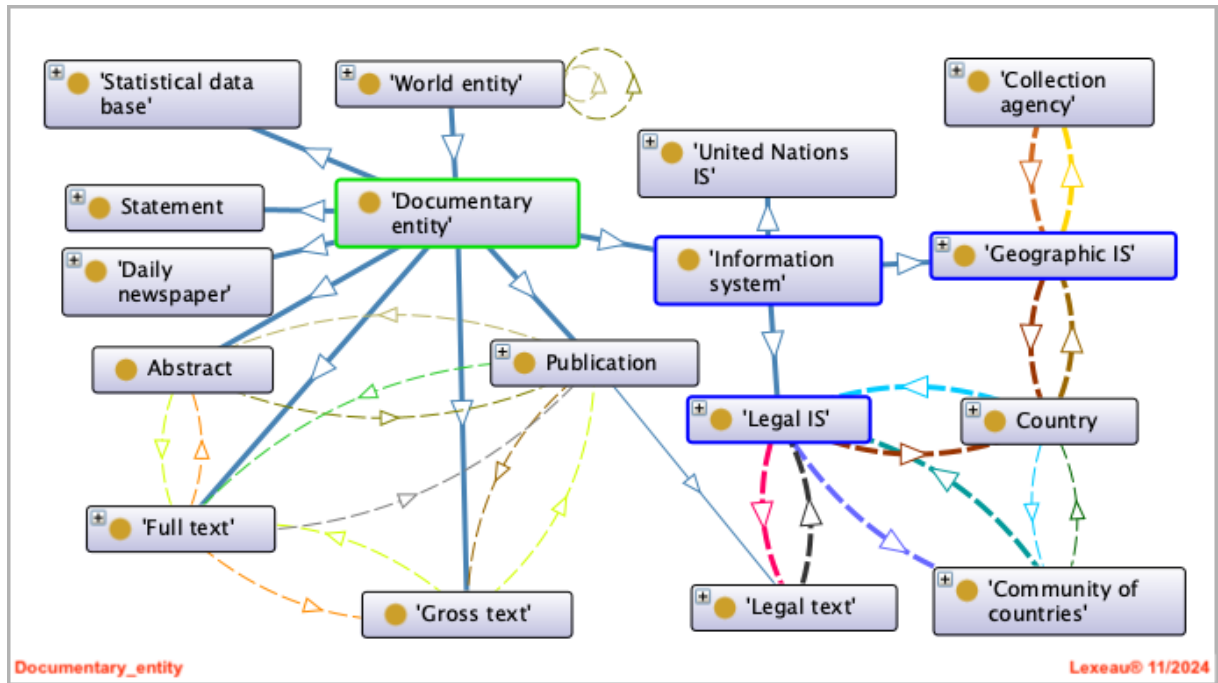 'Statistical data
base'
'World entity'
'Collection
agency'
'United Nations
IS'
Statement
'Documentary
entity'
'Daily
newspaper'
'Information
system'
'Geographic IS'
Abstract
Publication
'Legal IS'
Country
'Full text'
'Gross text'
'Legal text'
'Community of
countries'
Documentary_entity
Lexeau® 11/2024